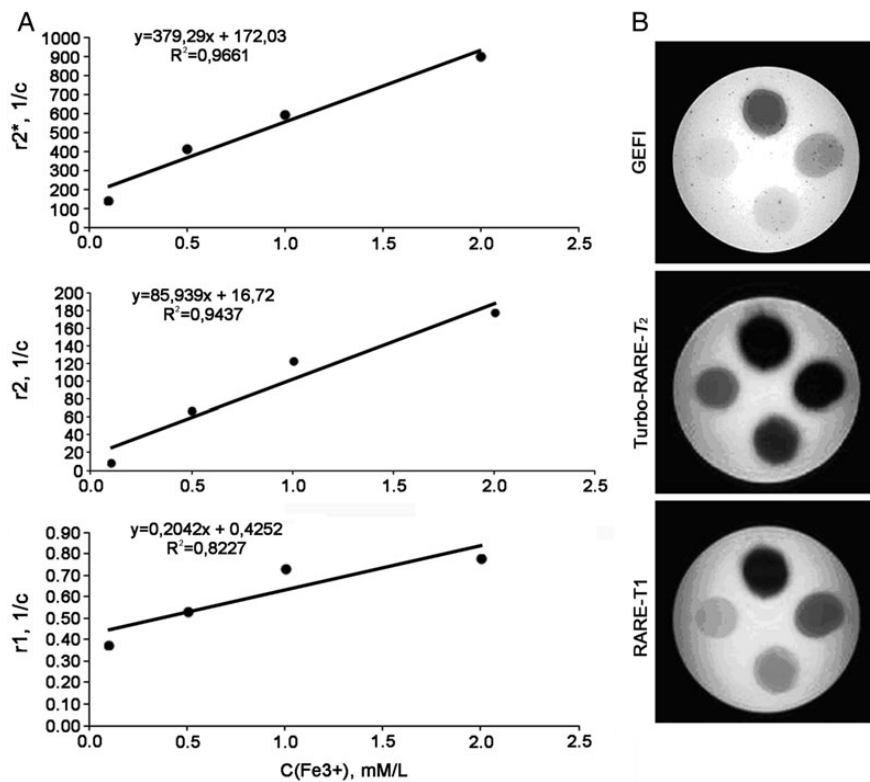 A
y=379,29x + 172,03
R²=0,9661
r2*, 1/c
1000
900
800
700
600
500
400
300
200
100
0
0.0 0.5 1.0 1.5 2.0 2.5
y=85,939x + 16,72
R²=0,9437
r2, 1/c
200
180
160
140
120
100
80
60
40
20
0
0.0 0.5 1.0 1.5 2.0 2.5
y=0,2042x + 0,4252
R²=0,8227
r1, 1/c
0.90
0.80
0.70
0.60
0.50
0.40
0.30
0.20
0.10
0.00
0.0 0.5 1.0 1.5 2.0 2.5
C(Fe3+), mM/L
B
GEFI
Turbo-RARE-T₂
RARE-T1